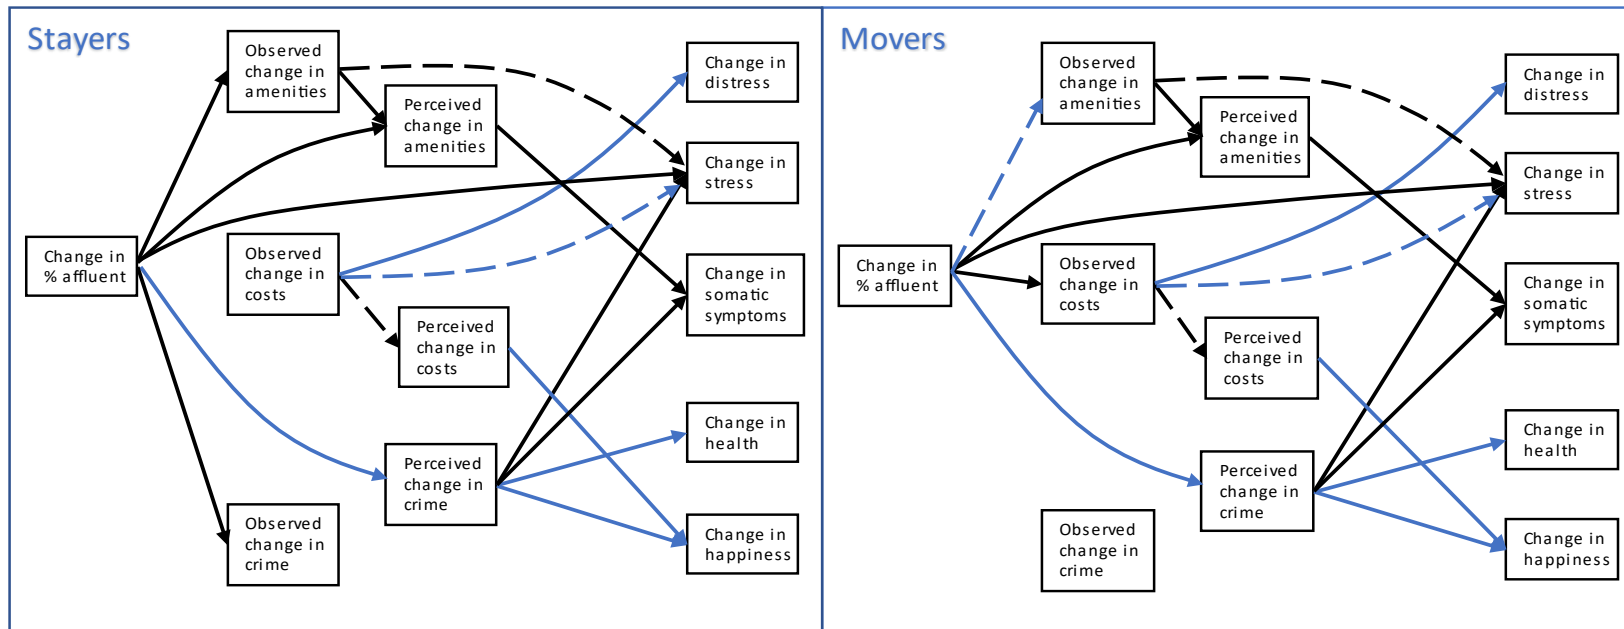 Stayers
Observed
change in
amenities
Perceived
change in
amenities
Change in
distress
Change in
stress
Change in
% affluent
Observed
change in
costs
Change in
somatic
symptoms
Perceived
change in
costs
Change in
health
Perceived
change in
crime
Observed
change in
crime
Change in
happiness
Movers
Observed
change in
amenities
Perceived
change in
amenities
Change in
distress
Change in
stress
Change in
% affluent
Observed
change in
costs
Change in
somatic
symptoms
Perceived
change in
costs
Change in
health
Perceived
change in
crime
Observed
change in
crime
Change in
happiness